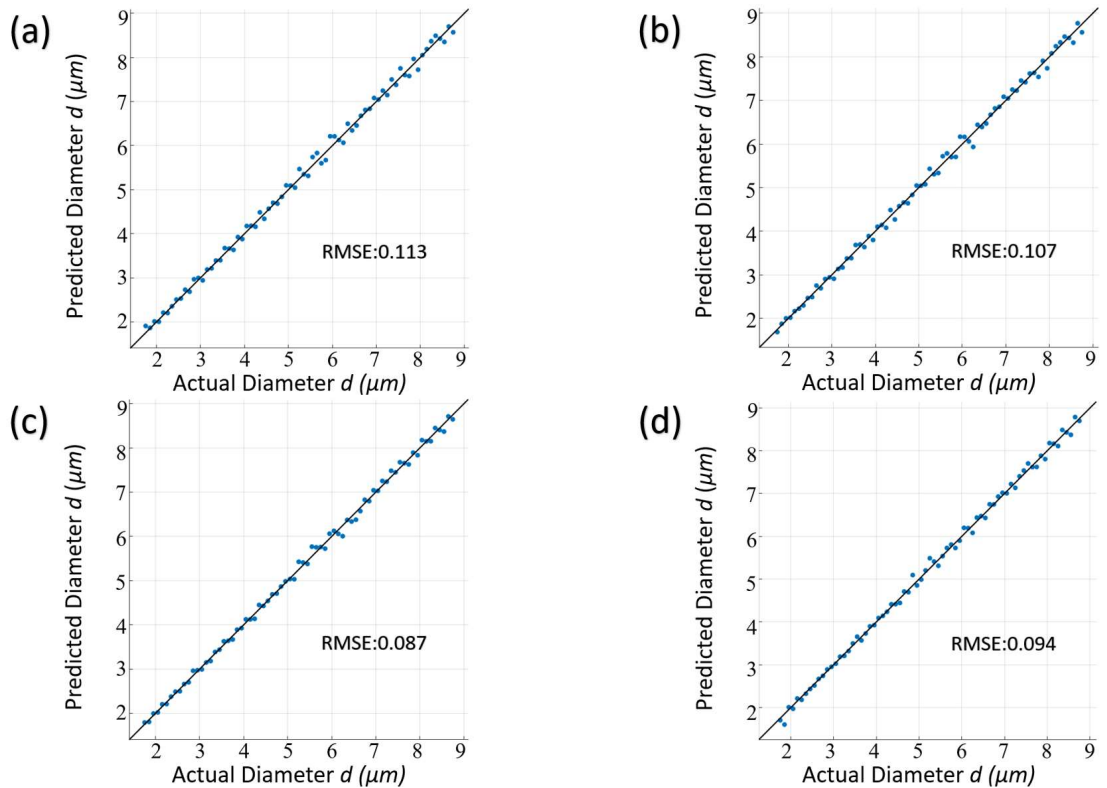 (a)
9
8
7
6
5
4
3
2
Predicted Diameter d (μm)
RMSE:0.113
2 3 4 5 6 7 8 9
Actual Diameter d (μm)
(b)
9
8
7
6
5
4
3
2
Predicted Diameter d (μm)
RMSE:0.107
2 3 4 5 6 7 8 9
Actual Diameter d (μm)
(c)
9
8
7
6
5
4
3
2
Predicted Diameter d (μm)
RMSE:0.087
2 3 4 5 6 7 8 9
Actual Diameter d (μm)
(d)
9
8
7
6
5
4
3
2
Predicted Diameter d (μm)
RMSE:0.094
2 3 4 5 6 7 8 9
Actual Diameter d (μm)